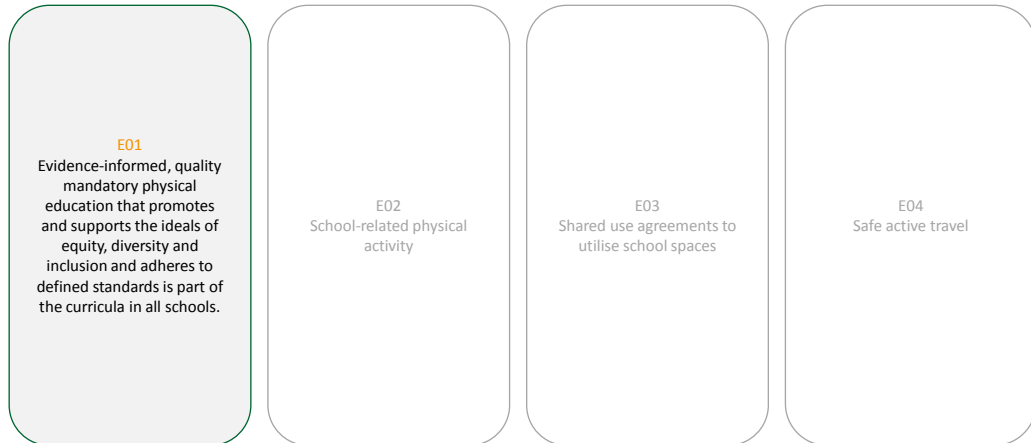 E01
Evidence-informed, quality
mandatory physical
education that promotes
and supports the ideals of
equity, diversity and
inclusion and adheres to
defined standards is part of
the curricula in all schools.
E02
School-related physical
activity
E03
Shared use agreements to
utilise school spaces
E04
Safe active travel